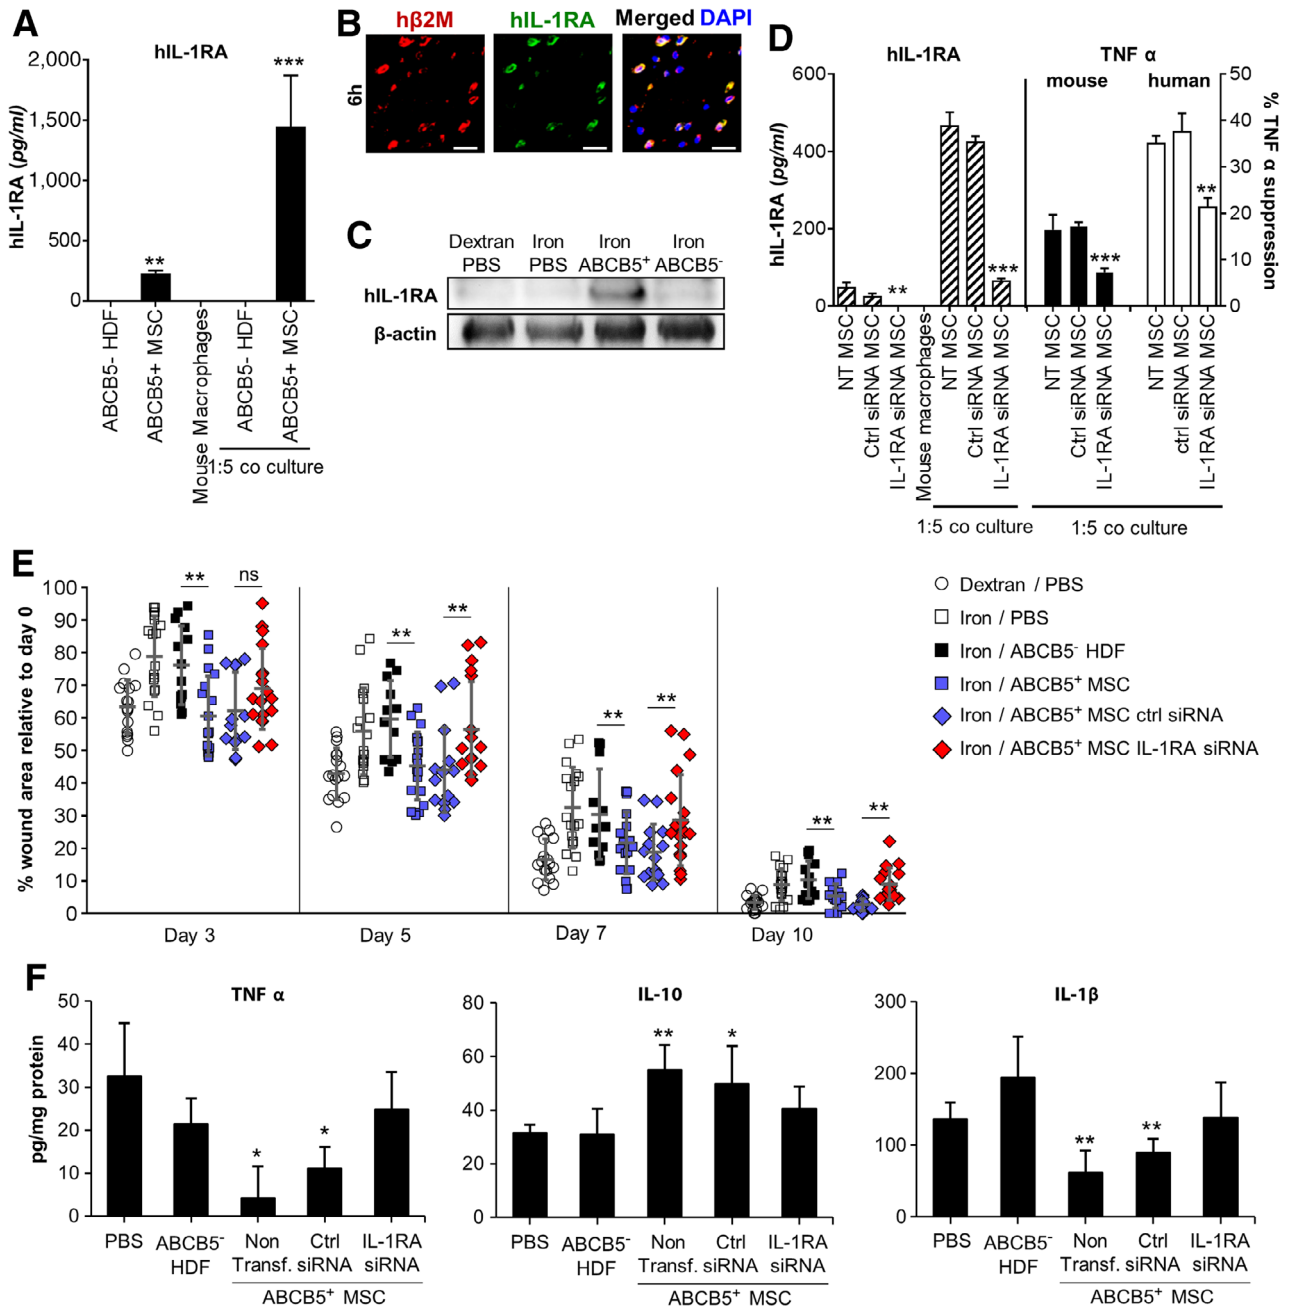 A
hIL-1RA
hIL-1RA (pg/ml)
2,000
1,500
1,000
500
0
**
***
ABCB5- HDF
ABCB5+ MSC
Mouse Macrophages
ABCB5- HDF
ABCB5+ MSC
1:5 co culture
B
hβ2M
hIL-1RA
Merged DAPI
6h
C
Dextran PBS
Iron PBS
Iron ABCB5⁺
Iron ABCB5⁻
hIL-1RA
β-actin
D
hIL-1RA
TNF α
mouse
human
hIL-1RA (pg/ml)
600
400
200
0
50
40
30
20
10
0
% TNF α suppression
**
***
***
**
NT MSC
Ctrl siRNA MSC
IL-1RA siRNA MSC
Mouse macrophages
NT MSC
Ctrl siRNA MSC
IL-1RA siRNA MSC
NT MSC
Ctrl siRNA MSC
IL-1RA siRNA MSC
NT MSC
ctrl siRNA MSC
IL-1RA siRNA MSC
1:5 co culture
1:5 co culture
E
% wound area relative to day 0
100
90
80
70
60
50
40
30
20
10
0
**
ns
**
**
**
**
**
**
Day 3
Day 5
Day 7
Day 10
Dextran / PBS
Iron / PBS
Iron / ABCB5⁻ HDF
Iron / ABCB5⁺ MSC
Iron / ABCB5⁺ MSC ctrl siRNA
Iron / ABCB5⁺ MSC IL-1RA siRNA
F
TNF α
pg/mg protein
50
40
30
20
10
0
*
*
PBS
ABCB5⁻ HDF
Non Transf.
Ctrl siRNA
IL-1RA siRNA
ABCB5⁺ MSC
IL-10
80
60
40
20
0
**
*
PBS
ABCB5⁻ HDF
Non Transf.
Ctrl siRNA
IL-1RA siRNA
ABCB5⁺ MSC
IL-1β
300
200
100
0
**
**
PBS
ABCB5⁻ HDF
Non Transf.
Ctrl siRNA
IL-1RA siRNA
ABCB5⁺ MSC